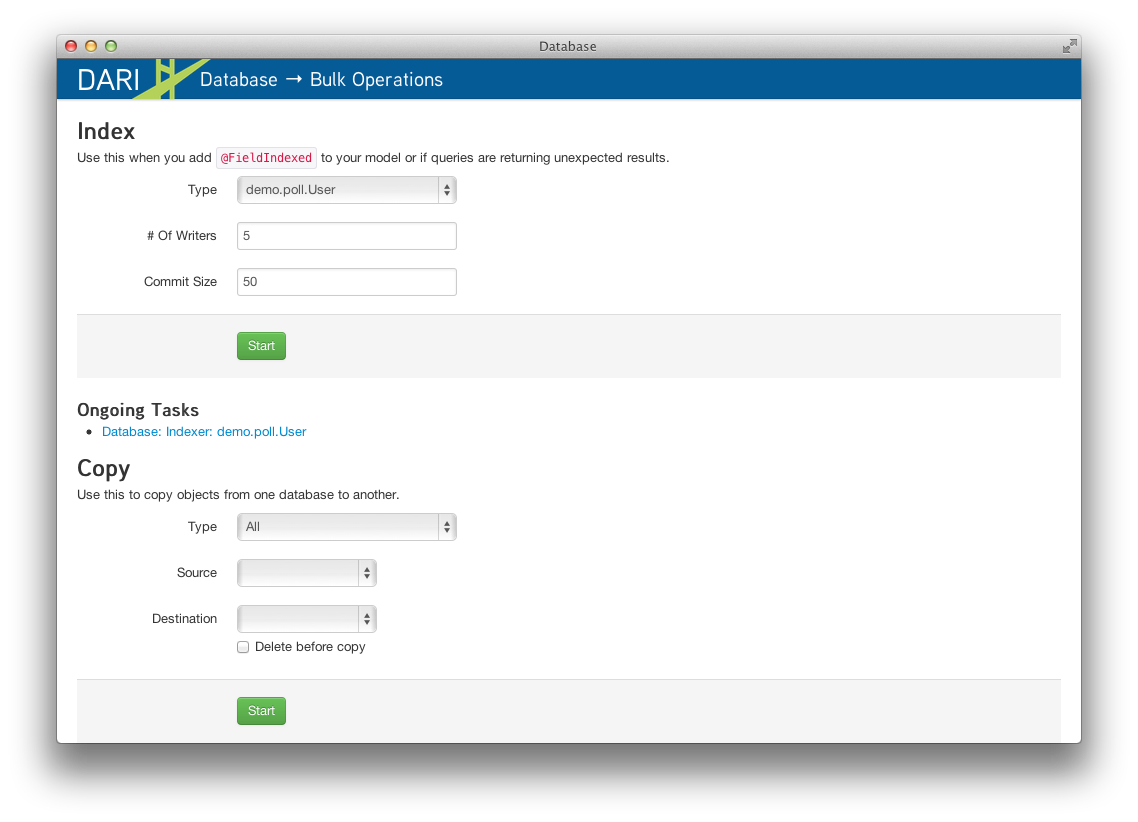 Database
DARI Database → Bulk Operations
Index
Use this when you add @FieldIndexed to your model or if queries are returning unexpected results.
Type demo.poll.User
# Of Writers 5
Commit Size 50
Start
Ongoing Tasks
• Database: Indexer: demo.poll.User
Copy
Use this to copy objects from one database to another.
Type All
Source
Destination
Delete before copy
Start